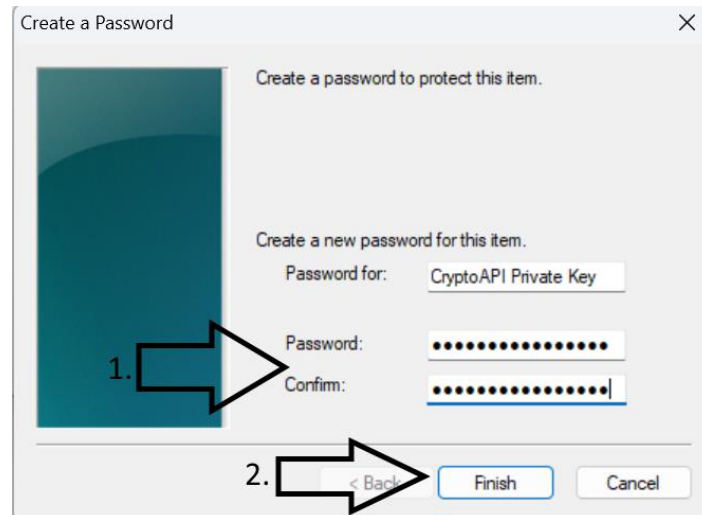 Create a Password
Create a password to protect this item.
Create a new password for this item.
Password for: CryptoAPI Private Key
1.
Password: ●●●●●●●●●●●●●●●●
Confirm: ●●●●●●●●●●●●●●●●
2.
< Back Finish Cancel